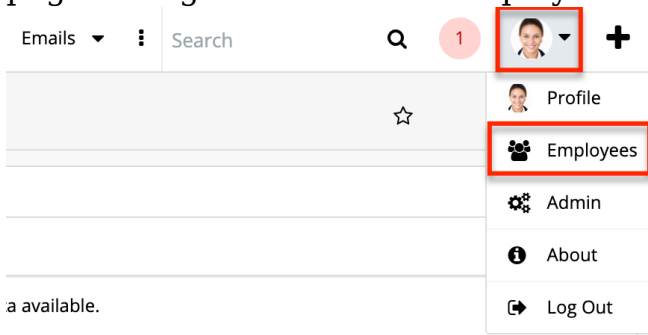 Emails
Search
1
Profile
Employees
Admin
About
a available.
Log Out